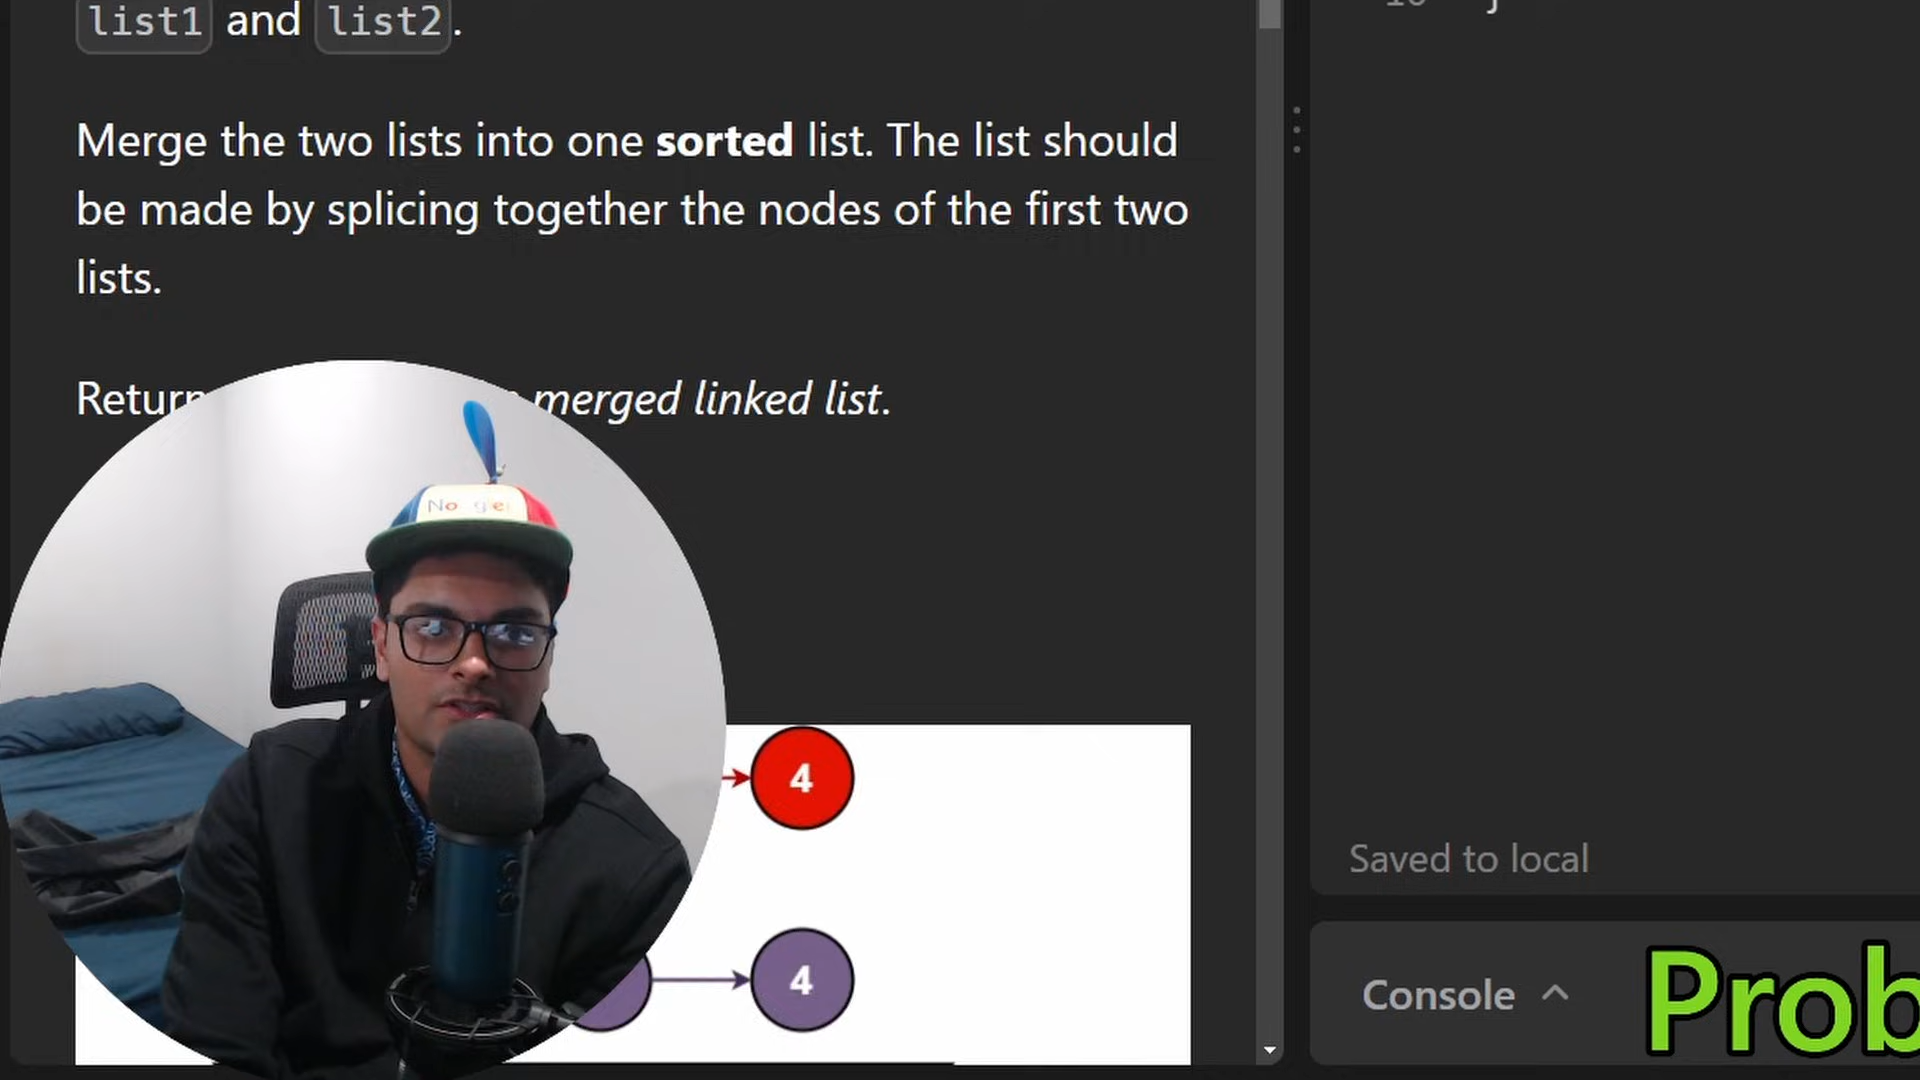 list1 and list2.
Merge the two lists into one sorted list. The list should
be made by splicing together the nodes of the first two
lists.
Return merged linked list.
4
4
Saved to local
Console
Prob